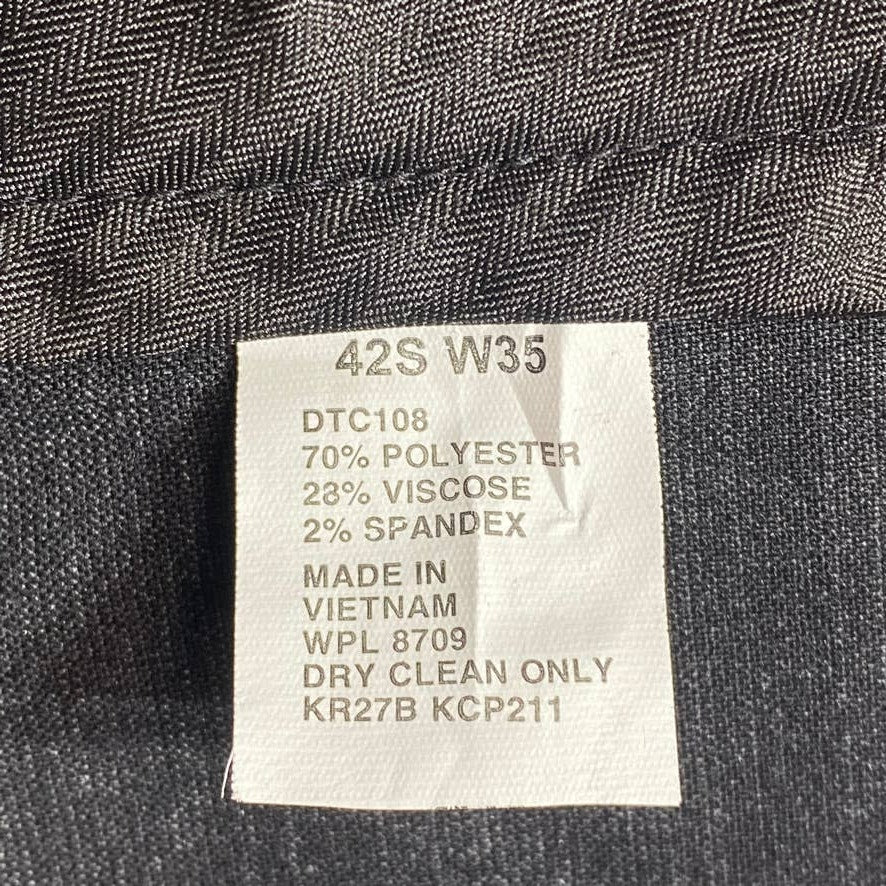 42S W35
DTC108
70% POLYESTER
28% VISCOSE
2% SPANDEX
MADE IN
VIETNAM
WPL 8709
DRY CLEAN ONLY
KR27B KCP211